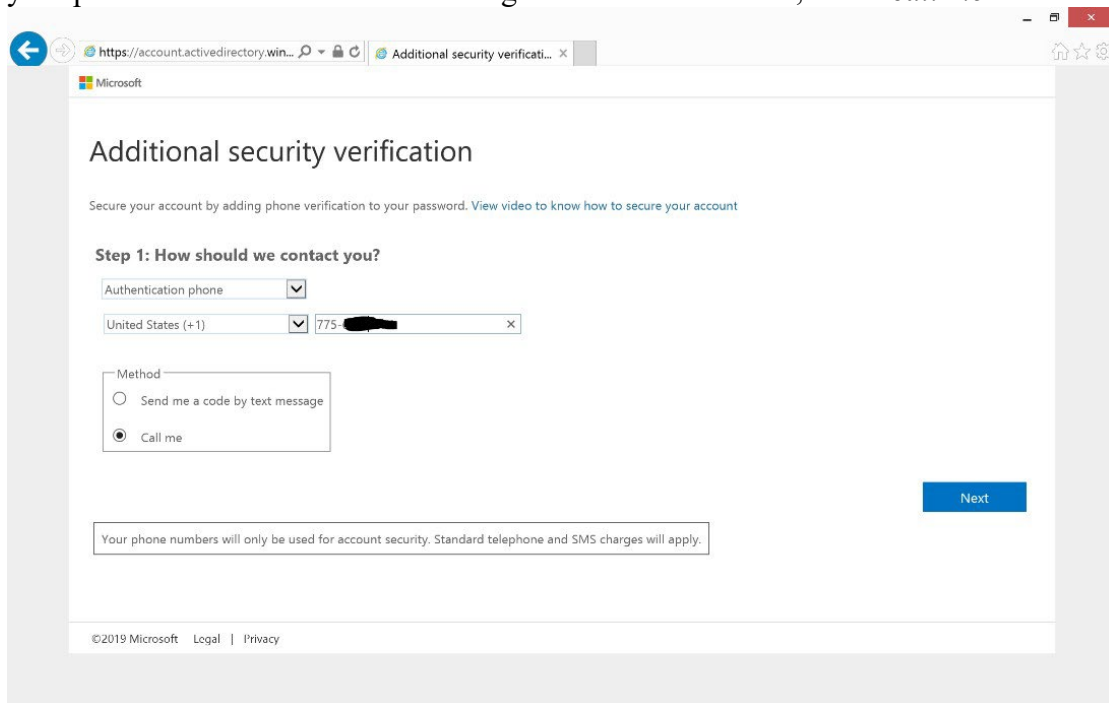 https://account.activedirectory.win... Additional security verificati...
Microsoft
Additional security verification
Secure your account by adding phone verification to your password. View video to know how to secure your account
Step 1: How should we contact you?
Authentication phone
United States (+1) 775-
Method
Send me a code by text message
Call me
Next
Your phone numbers will only be used for account security. Standard telephone and SMS charges will apply.
©2019 Microsoft Legal | Privacy